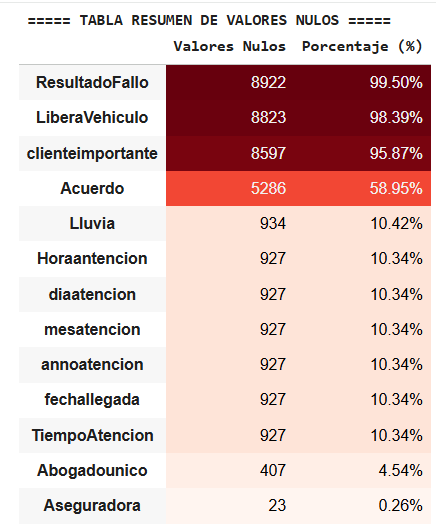 ===== TABLA RESUMEN DE VALORES NULOS =====
Valores Nulos Porcentaje (%)
ResultadoFallo 8922 99.50%
LiberaVehiculo 8823 98.39%
clienteimportante 8597 95.87%
Acuerdo 5286 58.95%
Lluvia 934 10.42%
Horaantencion 927 10.34%
diaatencion 927 10.34%
mesatencion 927 10.34%
annoatencion 927 10.34%
fechallegada 927 10.34%
TiempoAtencion 927 10.34%
Abogadounico 407 4.54%
Aseguradora 23 0.26%